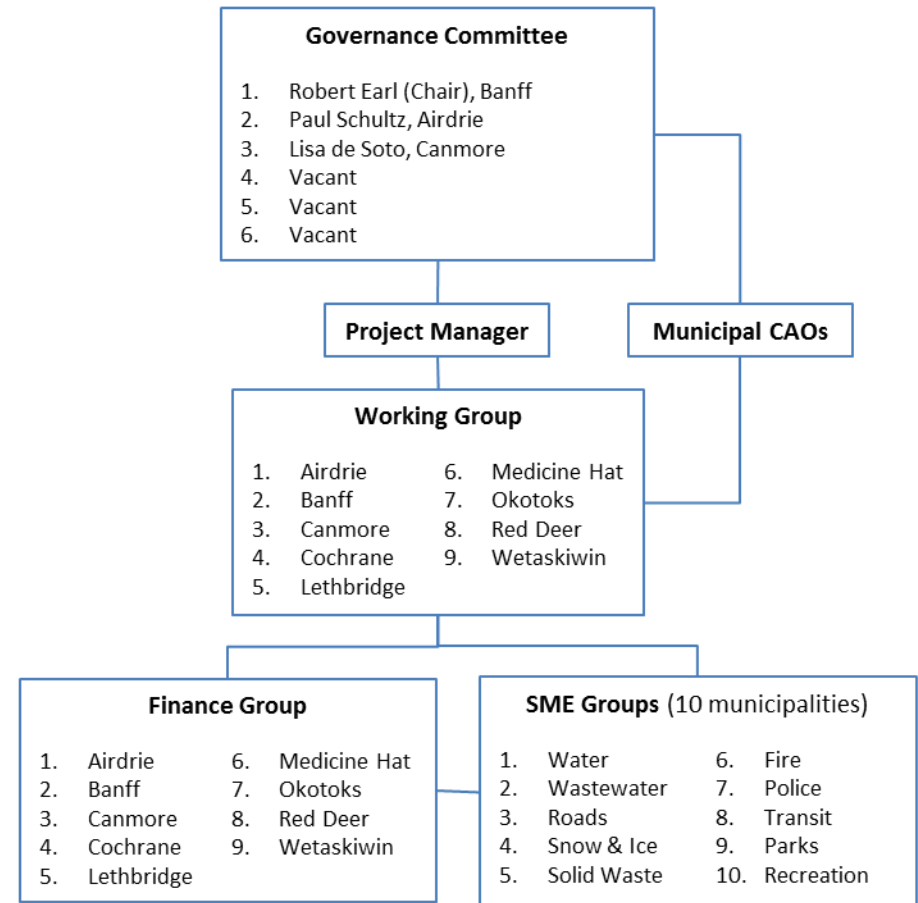 Governance Committee
1. Robert Earl (Chair), Banff
2. Paul Schultz, Airdrie
3. Lisa de Soto, Canmore
4. Vacant
5. Vacant
6. Vacant
Project Manager
Municipal CAOs
Working Group
1. Airdrie
2. Banff
3. Canmore
4. Cochrane
5. Lethbridge
6. Medicine Hat
7. Okotoks
8. Red Deer
9. Wetaskiwin
Finance Group
1. Airdrie
2. Banff
3. Canmore
4. Cochrane
5. Lethbridge
6. Medicine Hat
7. Okotoks
8. Red Deer
9. Wetaskiwin
SME Groups (10 municipalities)
1. Water
2. Wastewater
3. Roads
4. Snow & Ice
5. Solid Waste
6. Fire
7. Police
8. Transit
9. Parks
10. Recreation